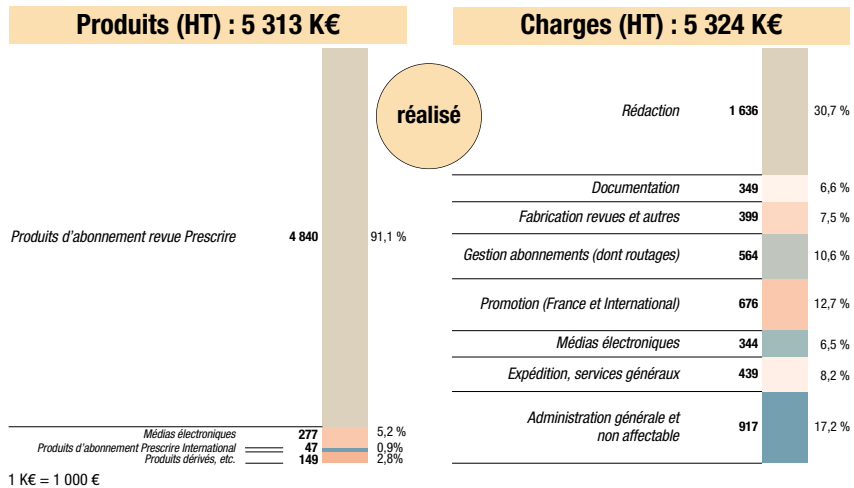 Produits (HT) : 5 313 K€
Produits d'abonnement revue Prescrire 4 840 91,1 %
Médias électroniques 277 5,2 %
Produits d'abonnement Prescrire International 47 0,9%
Produits dérivés, etc. 149 2,8%
1 K€ = 1 000 €
réalisé
Charges (HT) : 5 324 K€
Rédaction 1 636 30,7 %
Documentation 349 6,6 %
Fabrication revues et autres 399 7,5 %
Gestion abonnements (dont routages) 564 10,6 %
Promotion (France et International) 676 12,7 %
Médias électroniques 344 6,5 %
Expédition, services généraux 439 8,2 %
Administration générale et
non affectable 917 17,2 %